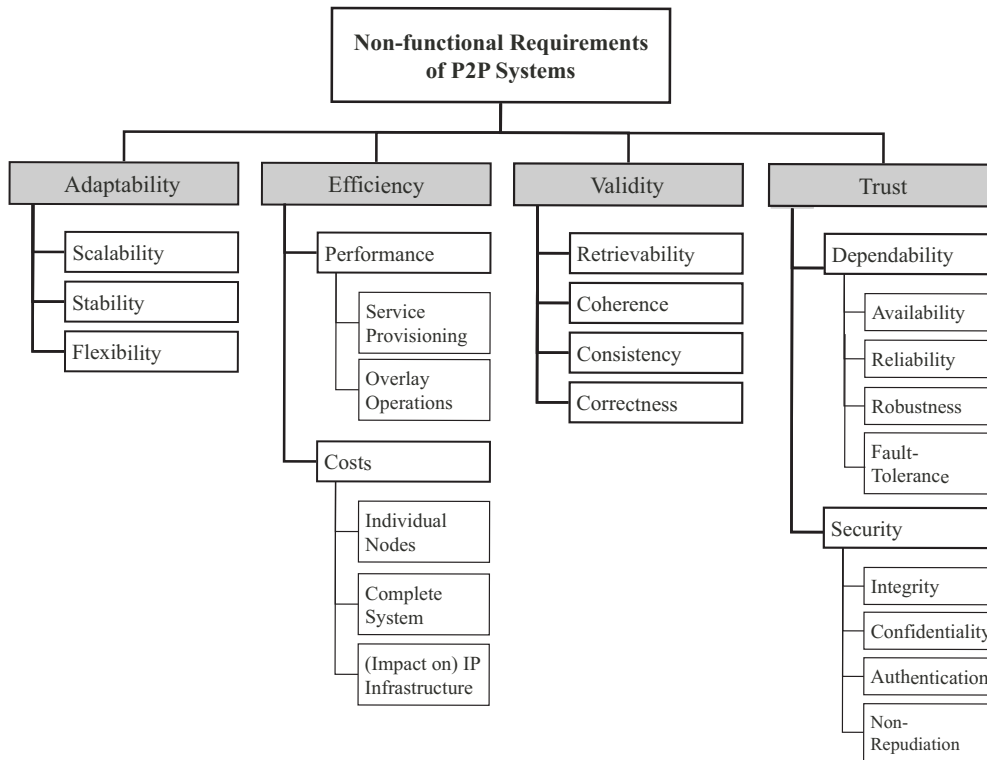 Non-functional Requirements
of P2P Systems
Adaptability
Scalability
Stability
Flexibility
Efficiency
Performance
Service
Provisioning
Overlay
Operations
Costs
Individual
Nodes
Complete
System
(Impact on) IP
Infrastructure
Validity
Retrievability
Coherence
Consistency
Correctness
Trust
Dependability
Availability
Reliability
Robustness
Fault-
Tolerance
Security
Integrity
Confidentiality
Authentication
Non-
Repudiation